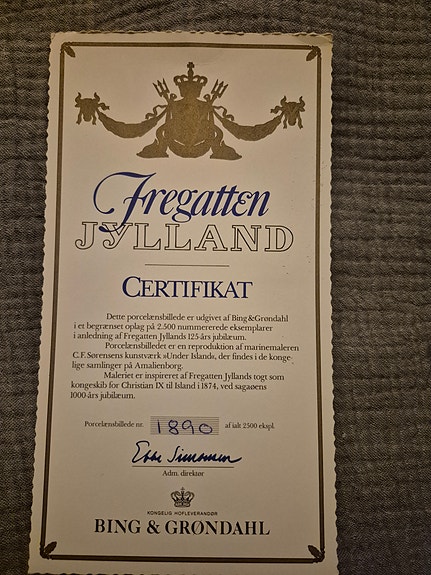 Fregatten
JYLLAND
CERTIFIKAT
Dette porcelænsbillede er udgivet af Bing & Grøndahl
i et begrænset oplag på 2.500 nummererede eksemplarer
i anledning af Fregatten Jyllands 125 års jubilæum.
Porcelænsbilledet er en reproduktion af marinemaleren
C.F. Sørensens kunstværk »Under Island«, der findes i de konge-
lige samlinger på Amalienborg.
Maleriet er inspireret af Fregatten Jyllands togt som
kongeskib for Christian IX til Island i 1874, ved sagaøens
1000-års jubilæum.
Porcelænsbillede nr. 1890 af ialt 2500 ekspl.
Ebbe Simonsen
Adm. direktør
KONGELIG HOFLEVERANDØR
BING & GRØNDAHL